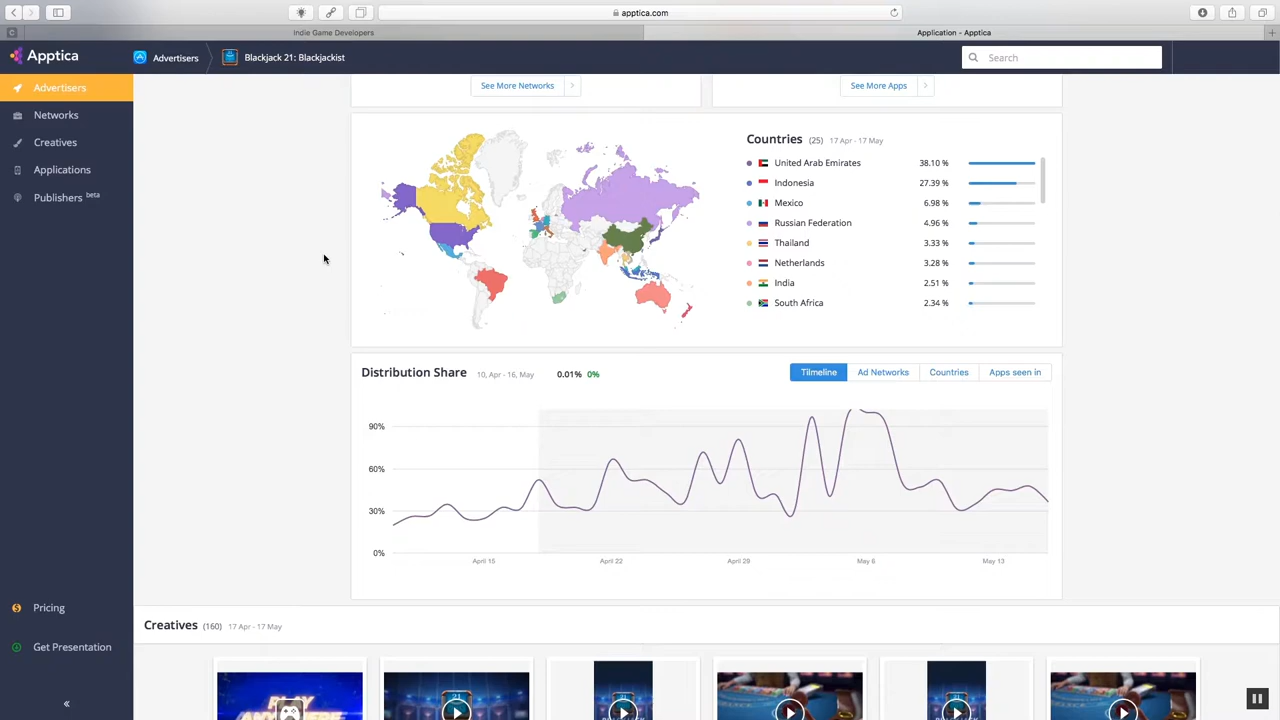 apptica.com
Indie Game Developers
Application - Apptica
Apptica
Advertisers
Blackjack 21: Blackjackist
Search
Advertisers
Networks
Creatives
Applications
Publishers beta
Pricing
Get Presentation
See More Networks
See More Apps
Countries (25) 17 Apr - 17 May
United Arab Emirates 38.10 %
Indonesia 27.39 %
Mexico 6.98 %
Russian Federation 4.96 %
Thailand 3.33 %
Netherlands 3.28 %
India 2.51 %
South Africa 2.34 %
Distribution Share 10, Apr - 16, May 0.01% 0%
Tilmeline Ad Networks Countries Apps seen in
90%
60%
30%
0%
April 15 April 22 April 29 May 6 May 13
Creatives (160) 17 Apr - 17 May